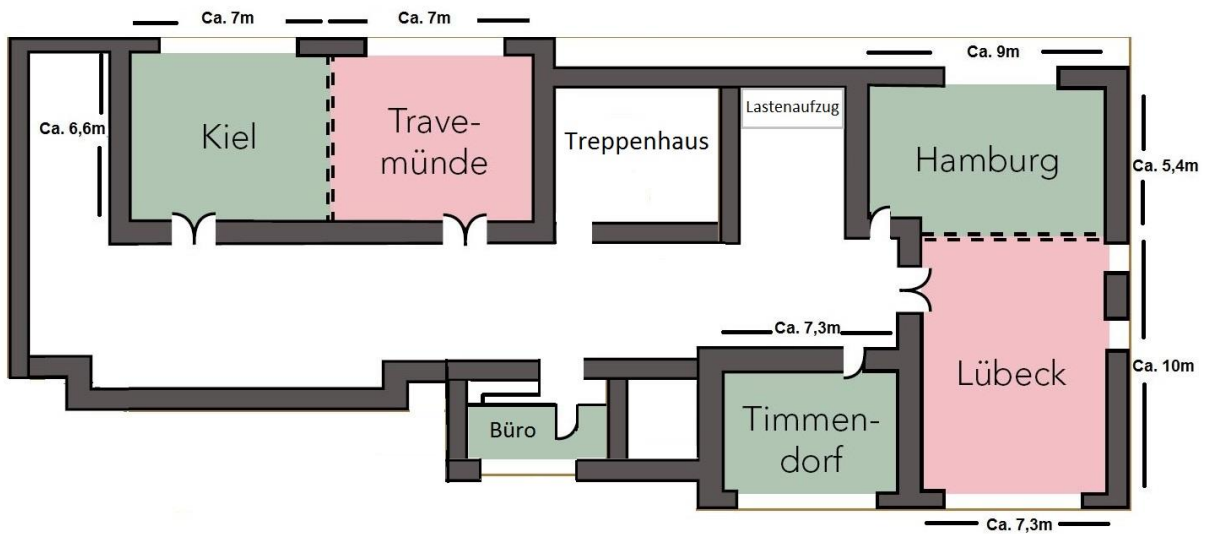 Ca. 7m
Ca. 7m
Ca. 9m
Ca. 6,6m
Kiel
Trave-
münde
Treppenhaus
Lastenaufzug
Hamburg
Ca. 5,4m
Ca. 7,3m
Lübeck
Ca. 10m
Büro
Timmen-
dorf
Ca. 7,3m